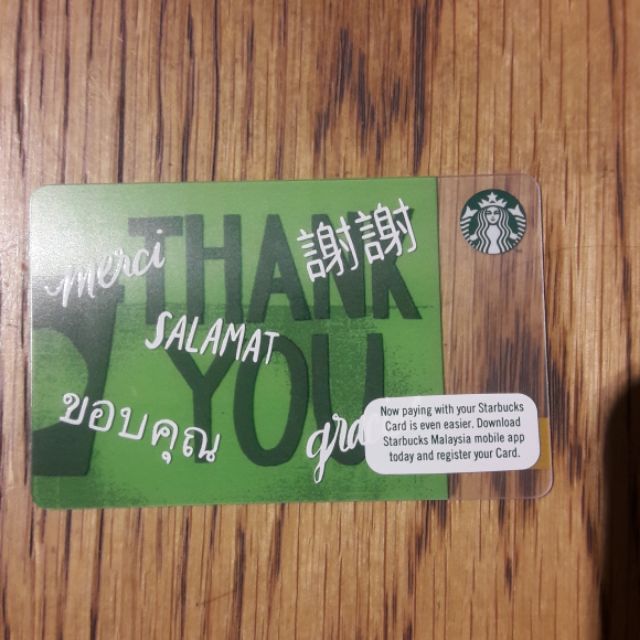 THANK
YOU
merci
謝謝
SALAMAT
ขอบคุณ
Now paying with your Starbucks
Card is even easier. Download
Starbucks Malaysia mobile app
today and register your Card.